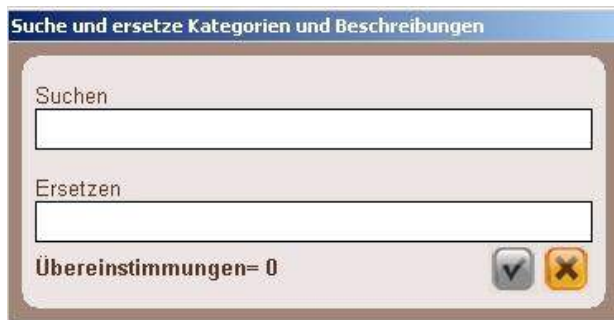 Suche und ersetze Kategorien und Beschreibungen
Suchen
Ersetzen
Übereinstimmungen= 0